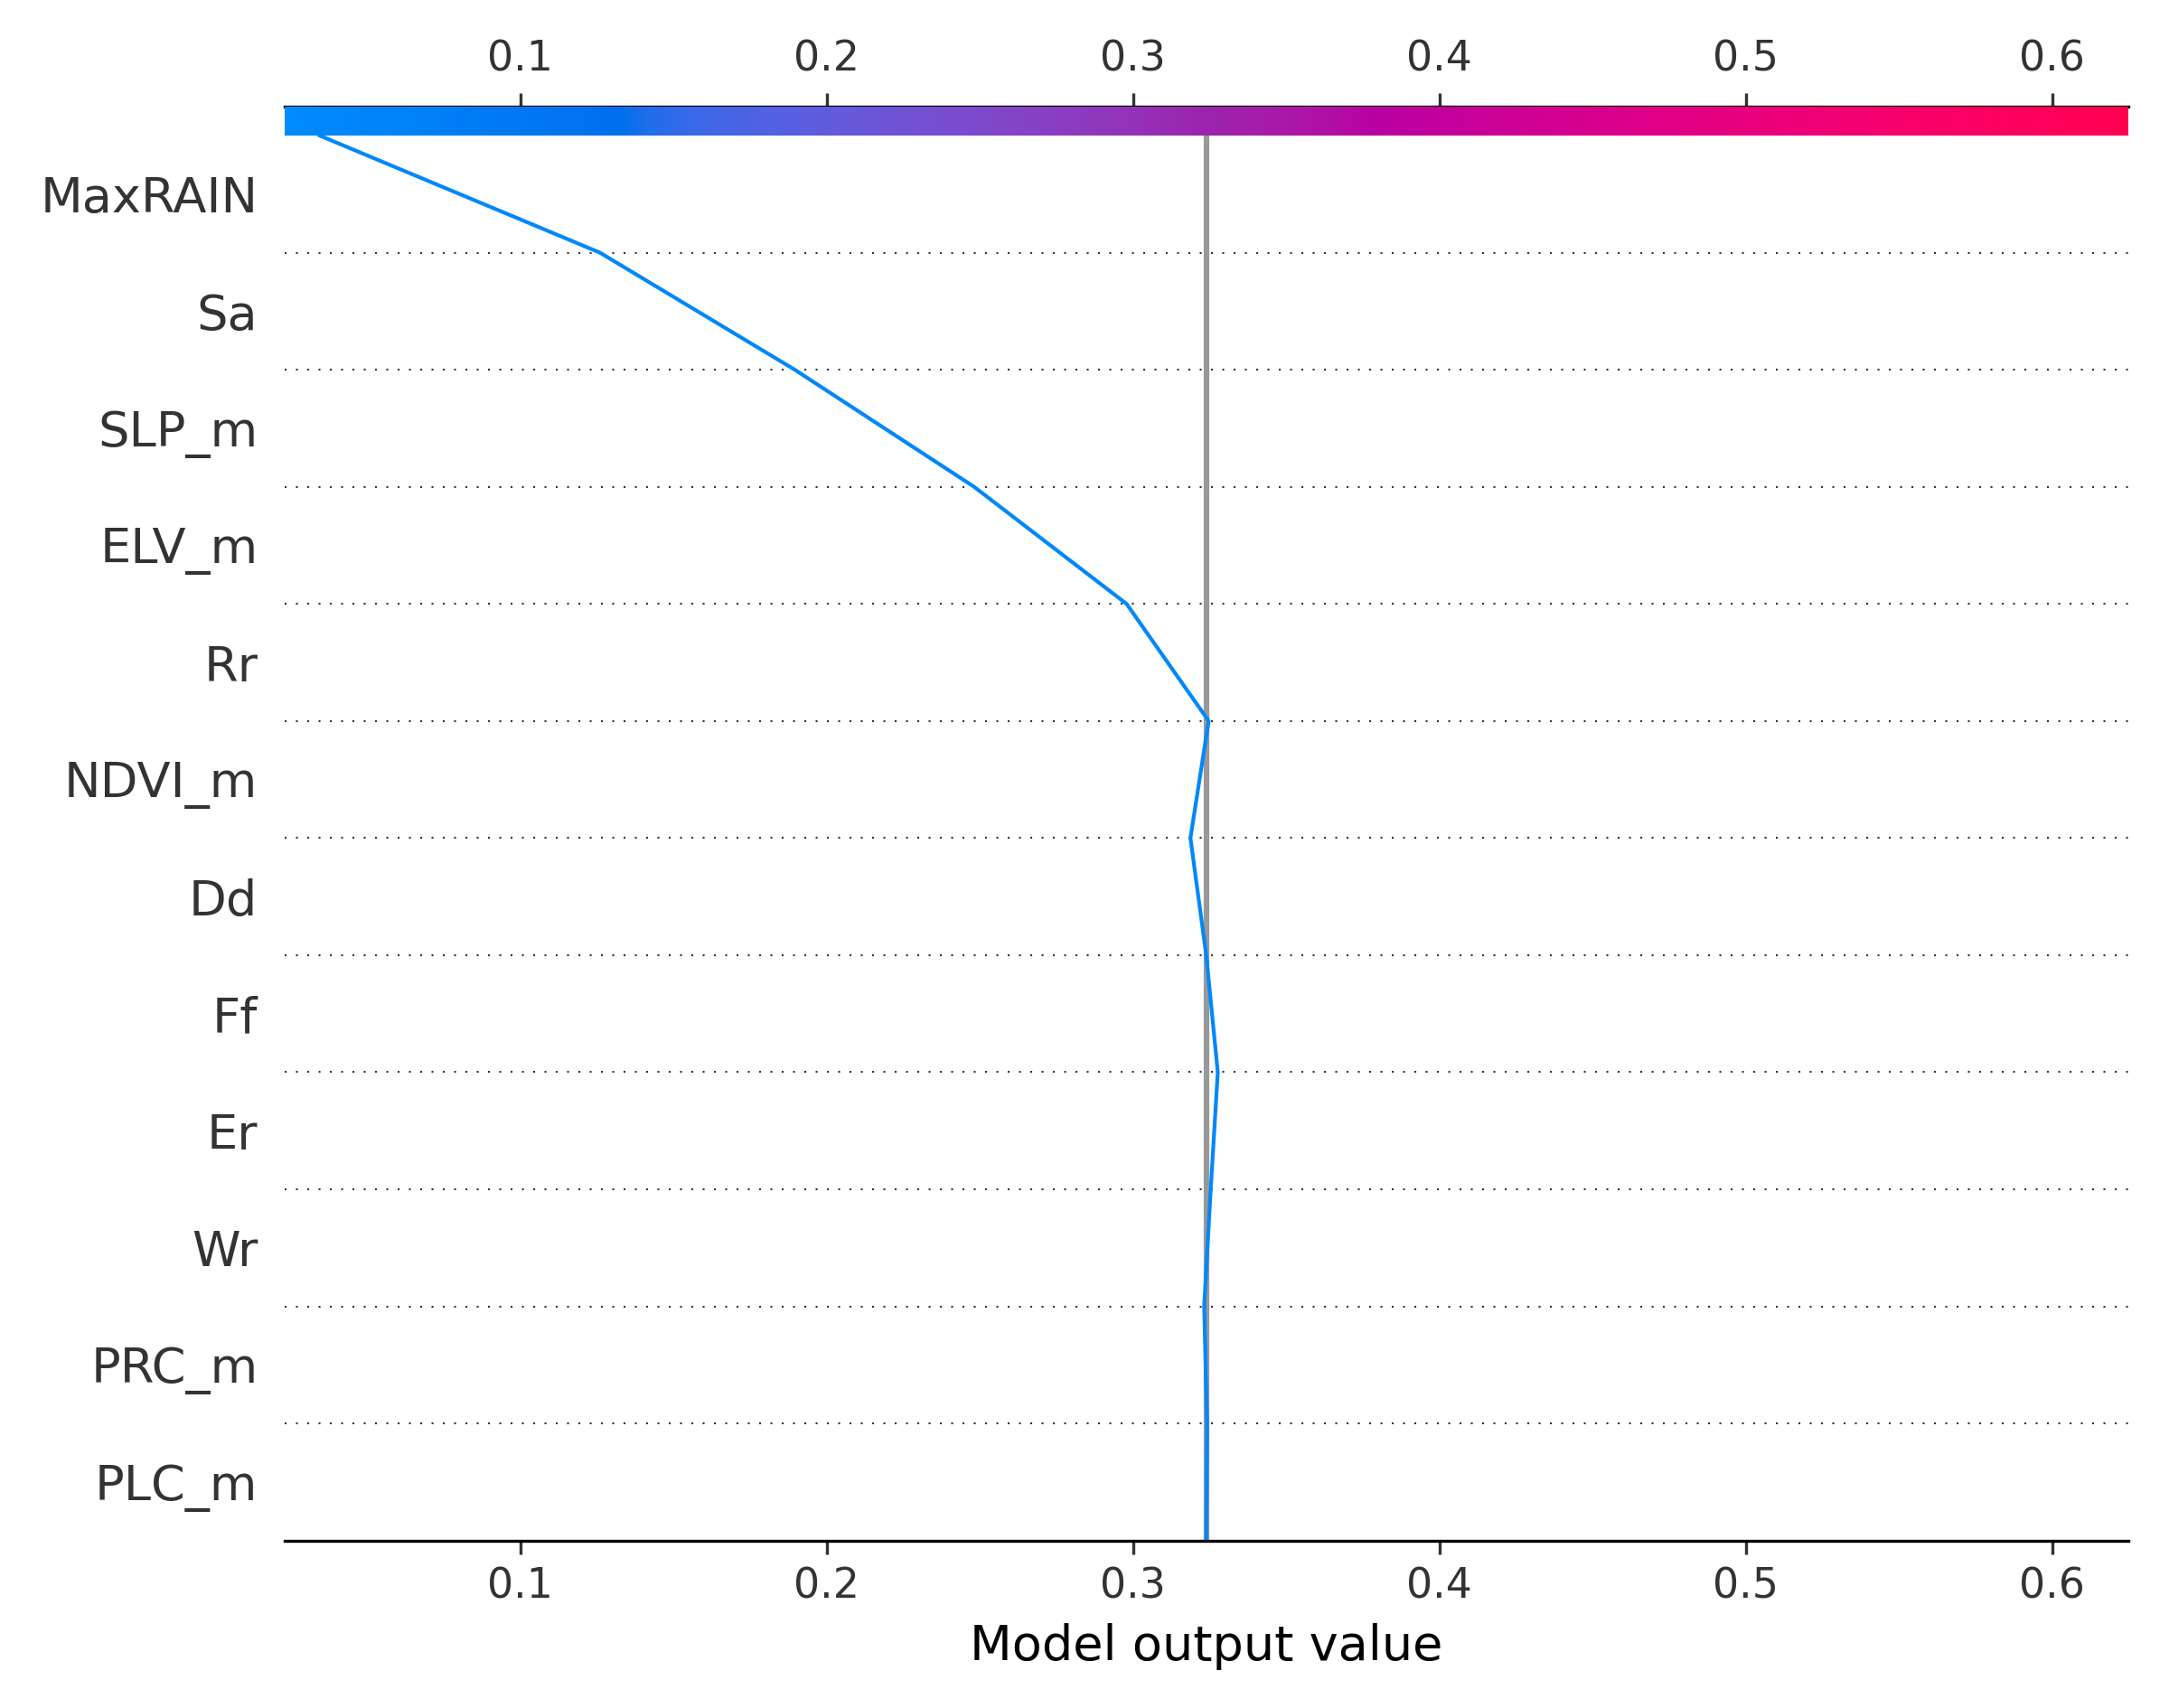 0.1 0.2 0.3 0.4 0.5 0.6
MaxRAIN
Sa
SLP_m
ELV_m
Rr
NDVI_m
Dd
Ff
Er
Wr
PRC_m
PLC_m
0.1 0.2 0.3 0.4 0.5 0.6
Model output value